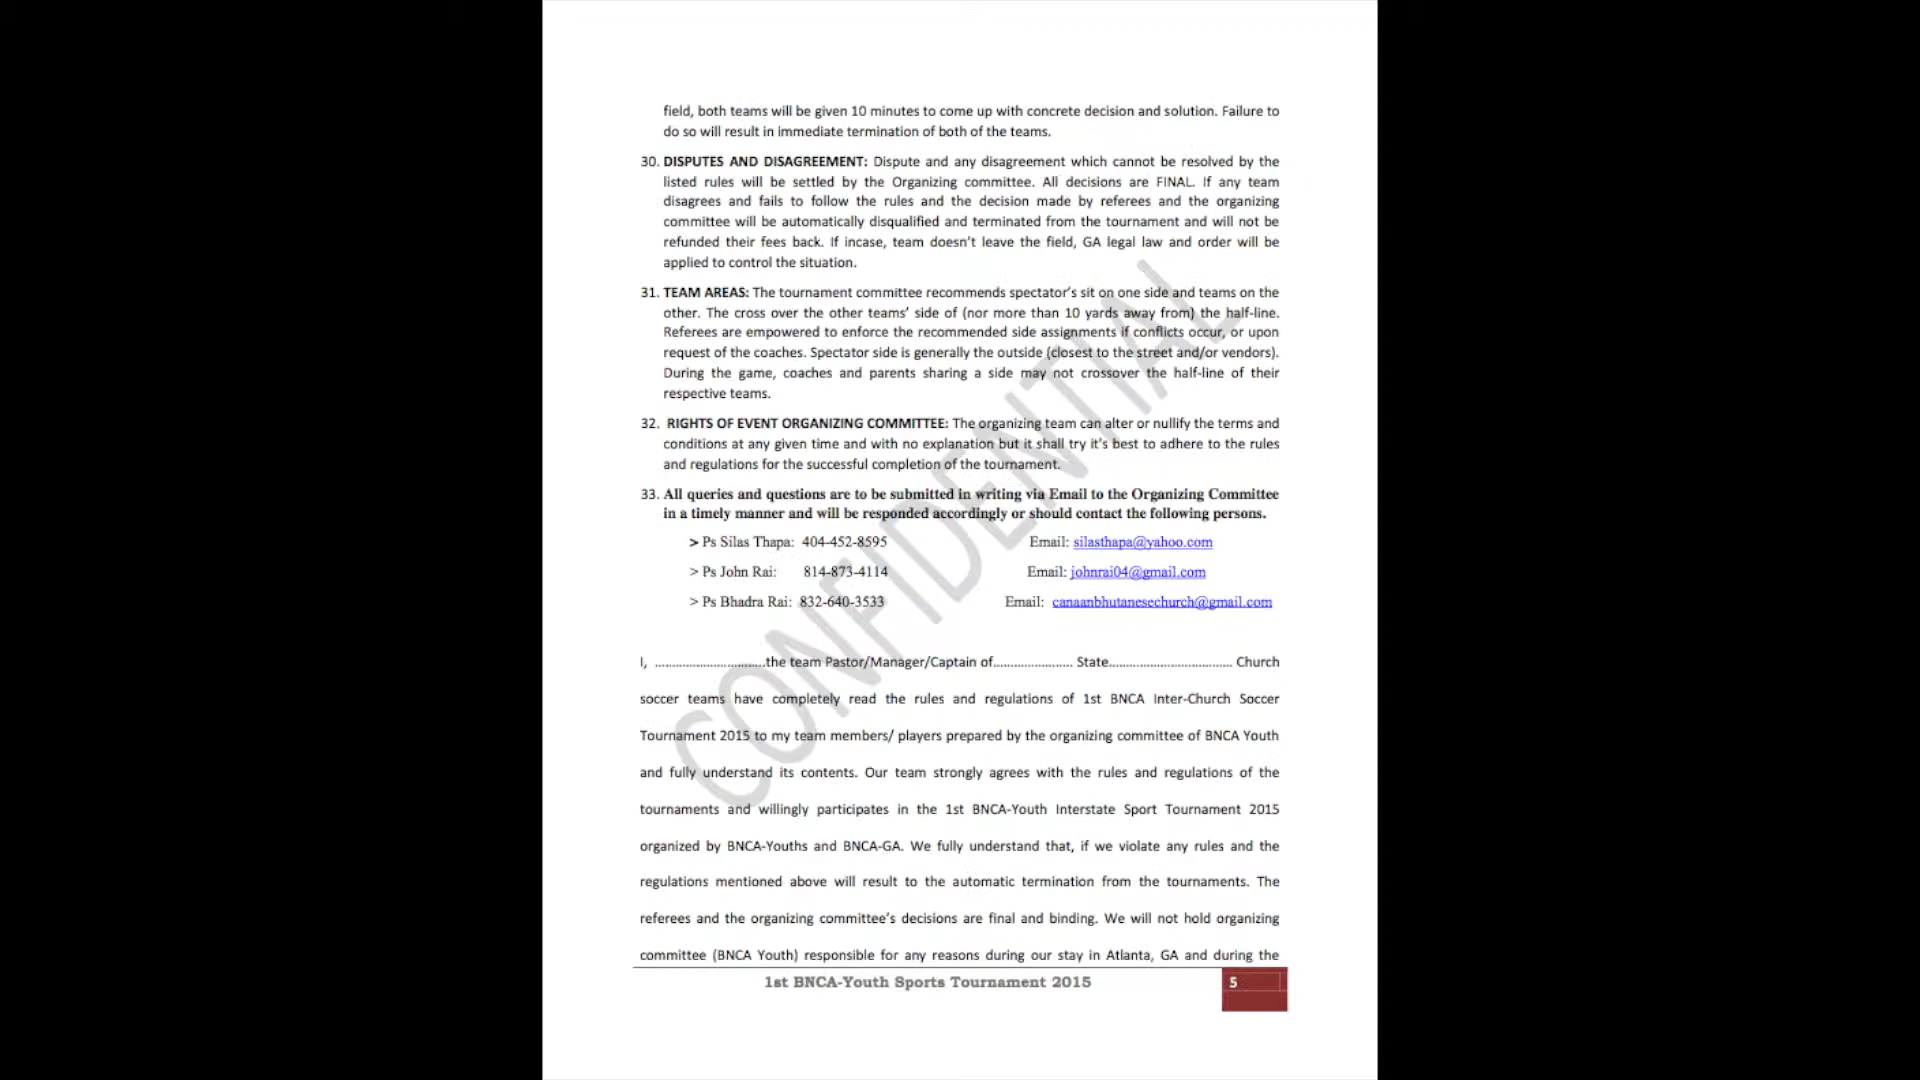 field, both teams will be given 10 minutes to come up with concrete decision and solution. Failure to
do so will result in immediate termination of both of the teams.
30. DISPUTES AND DISAGREEMENT: Dispute and any disagreement which cannot be resolved by the
listed rules will be settled by the Organizing committee. All decisions are FINAL. If any team
disagrees and fails to follow the rules and the decision made by referees and the organizing
committee will be automatically disqualified and terminated from the tournament and will not be
refunded their fees back. If incase, team doesn't leave the field, GA legal law and order will be
applied to control the situation.
31. TEAM AREAS: The tournament committee recommends spectator's sit on one side and teams on the
other. The cross over the other teams' side of (nor more than 10 yards away from) the half-line.
Referees are empowered to enforce the recommended side assignments if conflicts occur, or upon
request of the coaches. Spectator side is generally the outside (closest to the street and/or vendors).
During the game, coaches and parents sharing a side may not crossover the half-line of their
respective teams.
32. RIGHTS OF EVENT ORGANIZING COMMITTEE: The organizing team can alter or nullify the terms and
conditions at any given time and with no explanation but it shall try it's best to adhere to the rules
and regulations for the successful completion of the tournament.
33. All queries and questions are to be submitted in writing via Email to the Organizing Committee
in a timely manner and will be responded accordingly or should contact the following persons.
> Ps Silas Thapa: 404-452-8595 Email: silasthapa@yahoo.com
> Ps John Rai: 814-873-4114 Email: johnrai04@gmail.com
> Ps Bhadra Rai: 832-640-3533 Email: canaanbhutanesechurch@gmail.com
CONFIDENTIAL
I, ................................the team Pastor/Manager/Captain of....................... State.................................... Church
soccer teams have completely read the rules and regulations of 1st BNCA Inter-Church Soccer
Tournament 2015 to my team members/ players prepared by the organizing committee of BNCA Youth
and fully understand its contents. Our team strongly agrees with the rules and regulations of the
tournaments and willingly participates in the 1st BNCA-Youth Interstate Sport Tournament 2015
organized by BNCA-Youths and BNCA-GA. We fully understand that, if we violate any rules and the
regulations mentioned above will result to the automatic termination from the tournaments. The
referees and the organizing committee's decisions are final and binding. We will not hold organizing
committee (BNCA Youth) responsible for any reasons during our stay in Atlanta, GA and during the
1st BNCA-Youth Sports Tournament 2015 5